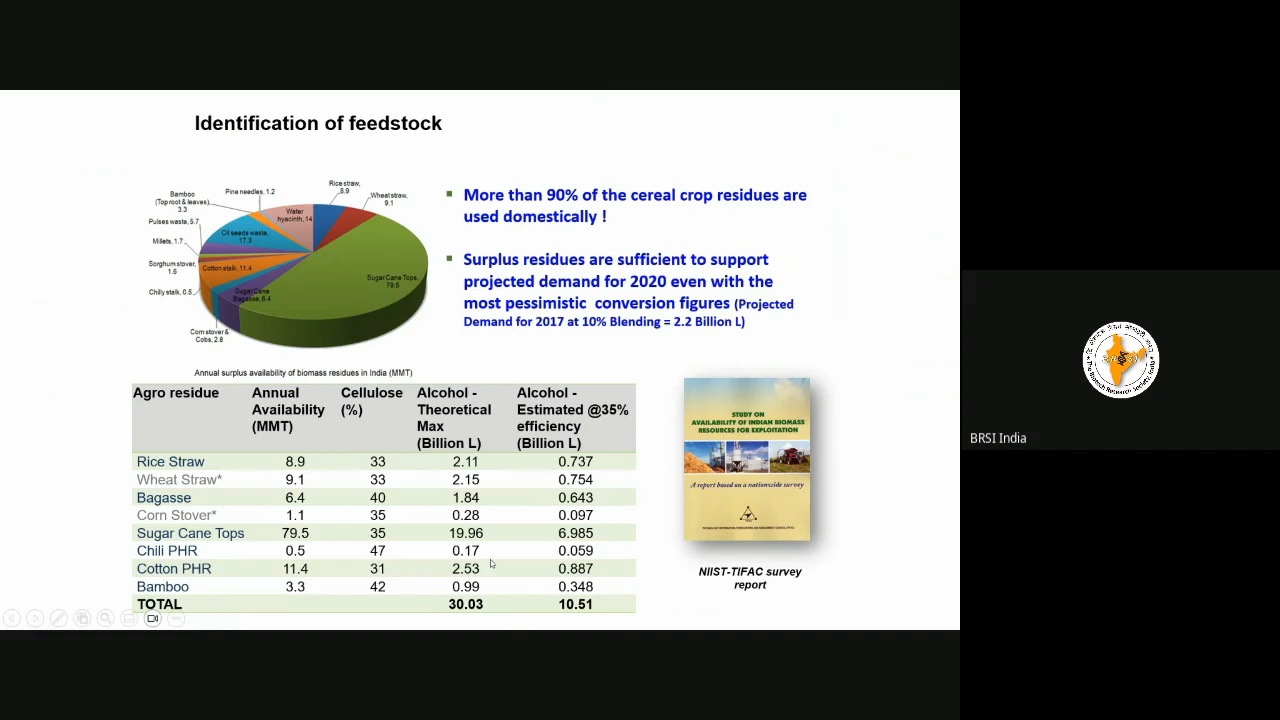 Identification of feedstock
Pine needles, 1.2
Rice straw,
8.9
Wheat straw,
9.1
Bamboo
(Top root & leaves),
3.3
Water
hyacinth, 14
Pulses waste, 5.7
Oil seeds waste,
17.3
Millets, 1.7
Sorghum stover,
1.6
Cotton stalk, 11.4
Sugar Cane Tops,
79.5
Chilly stalk, 0.5
Sugar Cane
Bagasse, 6.4
Corn stover &
Cobs, 2.8
Annual surplus availability of biomass residues in India (MMT)
More than 90% of the cereal crop residues are
used domestically !
Surplus residues are sufficient to support
projected demand for 2020 even with the
most pessimistic conversion figures (Projected
Demand for 2017 at 10% Blending = 2.2 Billion L)
Agro residue Annual Availability (MMT) Cellulose (%) Alcohol - Theoretical Max (Billion L) Alcohol - Estimated @35% efficiency (Billion L)
Rice Straw 8.9 33 2.11 0.737
Wheat Straw* 9.1 33 2.15 0.754
Bagasse 6.4 40 1.84 0.643
Corn Stover* 1.1 35 0.28 0.097
Sugar Cane Tops 79.5 35 19.96 6.985
Chili PHR 0.5 47 0.17 0.059
Cotton PHR 11.4 31 2.53 0.887
Bamboo 3.3 42 0.99 0.348
TOTAL 30.03 10.51
STUDY ON
AVAILABILITY OF INDIAN BIOMASS
RESOURCES FOR EXPLOITATION
A report based on a nationwide survey
NIIST-TIFAC survey
report
BRSI India